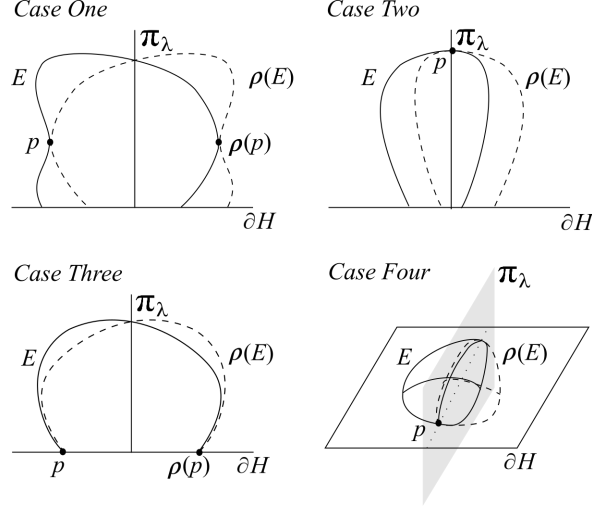 Case One
π_λ
E
ρ(E)
p
ρ(p)
∂H
Case Two
π_λ
p
E
ρ(E)
∂H
Case Three
π_λ
E
ρ(E)
p
ρ(p)
∂H
Case Four
π_λ
E
ρ(E)
p
∂H